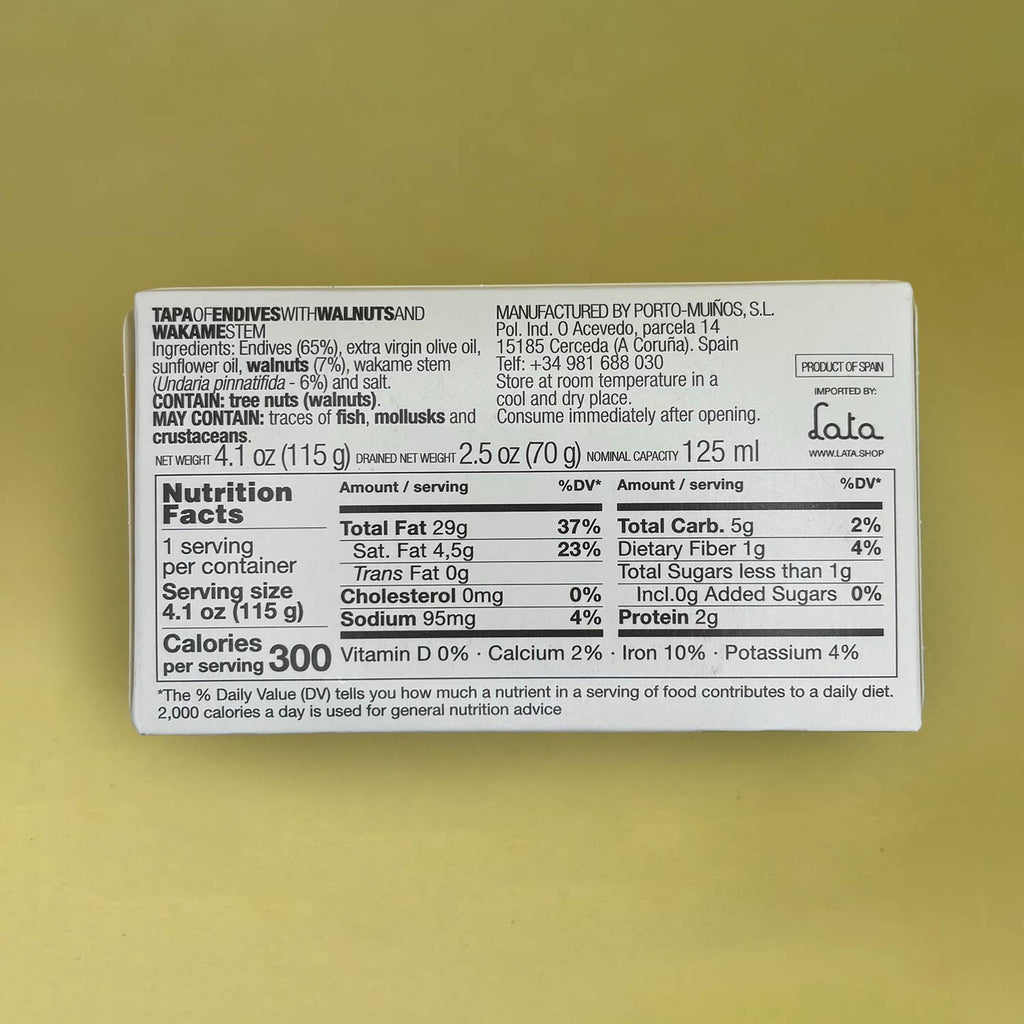 TAPAOFENDIVESWITHWALNUTSAND
WAKAMESTEM
Ingredients: Endives (65%), extra virgin olive oil,
sunflower oil, walnuts (7%), wakame stem
(Undaria pinnatifida - 6%) and salt.
CONTAIN: tree nuts (walnuts).
MAY CONTAIN: traces of fish, mollusks and
crustaceans.
MANUFACTURED BY PORTO-MUIÑOS, S.L.
Pol. Ind. O Acevedo, parcela 14
15185 Cerceda (A Coruña). Spain
Telf: +34 981 688 030
Store at room temperature in a
cool and dry place.
Consume immediately after opening.
PRODUCT OF SPAIN
IMPORTED BY:
Lata
WWW.LATA.SHOP
NET WEIGHT 4.1 oz (115 g) DRAINED NET WEIGHT 2.5 oz (70 g) NOMINAL CAPACITY 125 ml
Nutrition
Facts
1 serving
per container
Serving size
4.1 oz (115 g)
Calories
per serving 300
Amount / serving %DV*
Total Fat 29g 37%
Sat. Fat 4,5g 23%
Trans Fat 0g
Cholesterol 0mg 0%
Sodium 95mg 4%
Amount / serving %DV*
Total Carb. 5g 2%
Dietary Fiber 1g 4%
Total Sugars less than 1g
Incl.0g Added Sugars 0%
Protein 2g
Vitamin D 0% · Calcium 2% · Iron 10% · Potassium 4%
*The % Daily Value (DV) tells you how much a nutrient in a serving of food contributes to a daily diet.
2,000 calories a day is used for general nutrition advice